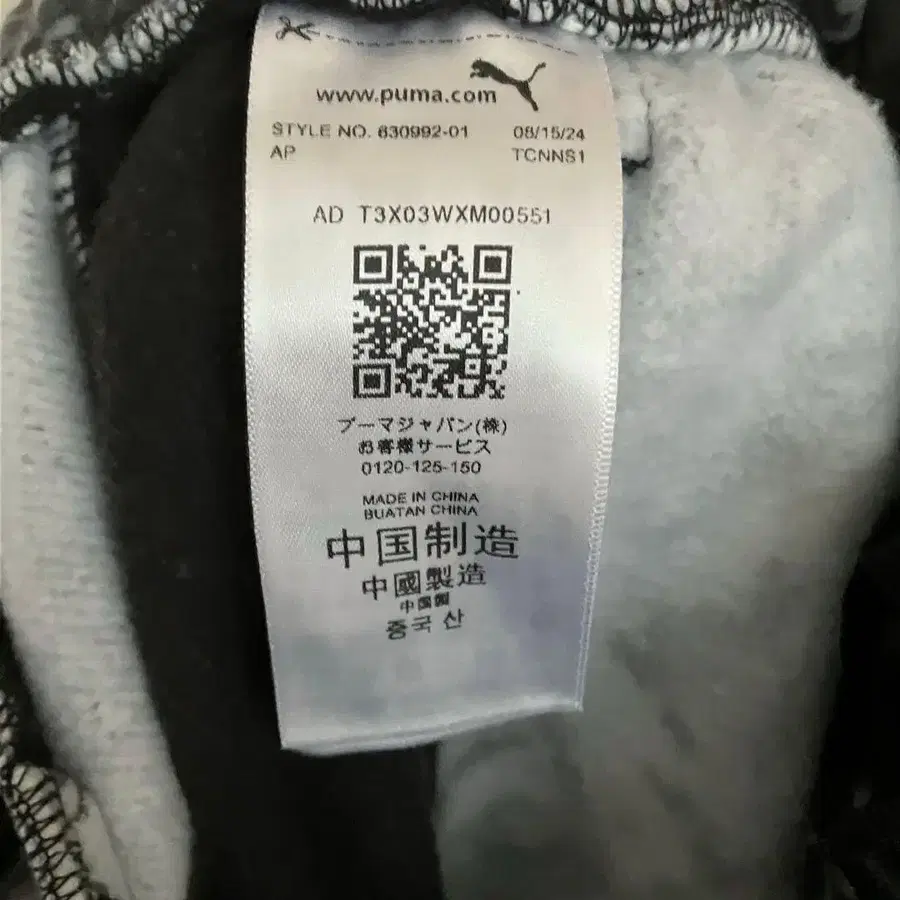 www.puma.com
STYLE NO. 630992-01 08/15/24
AP TCNNS1
AD T3X03WXM00551
プーマジャパン(株)
お客様サービス
0120-125-150
MADE IN CHINA
BUATAN CHINA
中国制造
中國製造
中国製
중국 산